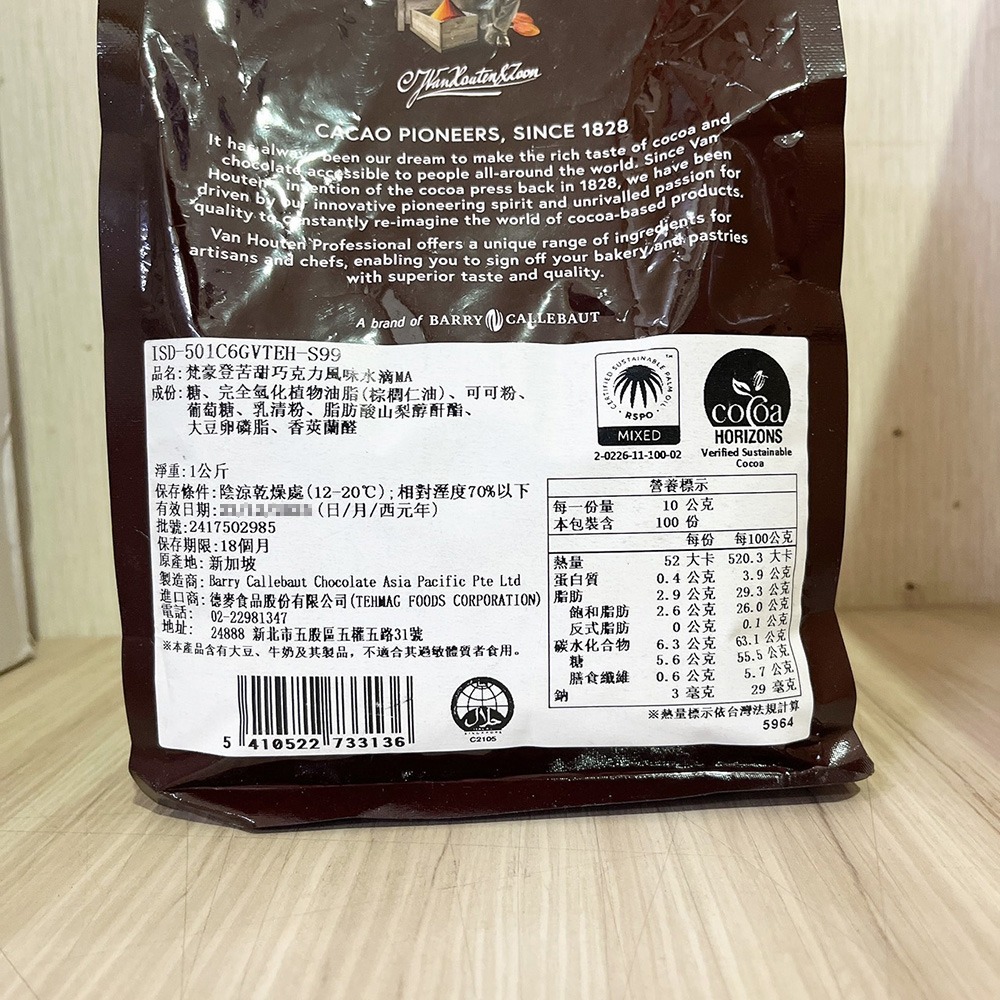 CJVanHouten&Zoon
CACAO PIONEERS, SINCE 1828
It has always been our dream to make the rich taste of cocoa and
chocolate accessible to people all-around the world. Since Van
Houten's invention of the cocoa press back in 1828, we have been
driven by our innovative pioneering spirit and unrivalled passion for
quality to constantly re-imagine the world of cocoa-based products.
Van Houten Professional offers a unique range of ingredients for
artisans and chefs, enabling you to sign off your bakery and pastries
with superior taste and quality.
A brand of BARRY CALLEBAUT
ISD-501C6GVTEH-S99
品名:梵豪登苦甜巧克力風味水滴MA
成份:糖、完全氫化植物油脂(棕櫚仁油)、可可粉、
葡萄糖、乳清粉、脂肪酸山梨醇酐酯、
大豆卵磷脂、香莢蘭醛
CERTIFIED SUSTAINABLE PALM OIL
RSPO
™
MIXED
2-0226-11-100-02
cocoa
HORIZONS
Verified Sustainable
Cocoa
淨重:1公斤
保存條件:陰涼乾燥處(12-20℃);相對溼度70%以下
有效日期: (日/月/西元年)
批號:2417502985
保存期限:18個月
原產地:新加坡
製造商:Barry Callebaut Chocolate Asia Pacific Pte Ltd
進口商:德麥食品股份有限公司(TEHMAG FOODS CORPORATION)
電話: 02-22981347
地址: 24888 新北市五股區五權五路31號
※本產品含有大豆、牛奶及其製品，不適合其過敏體質者食用。
營養標示
每一份量 10 公克
本包裝含 100 份
每份 每100公克
熱量 52 大卡 520.3 大卡
蛋白質 0.4 公克 3.9 公克
脂肪 2.9 公克 29.3 公克
飽和脂肪 2.6 公克 26.0 公克
反式脂肪 0 公克 0.1 公克
碳水化合物 6.3 公克 63.1 公克
糖 5.6 公克 55.5 公克
膳食纖維 0.6 公克 5.7 公克
鈉 3 毫克 29 毫克
※熱量標示依台灣法規計算
5964
5 410522 733136
حلال
SINGAPORE
C2105